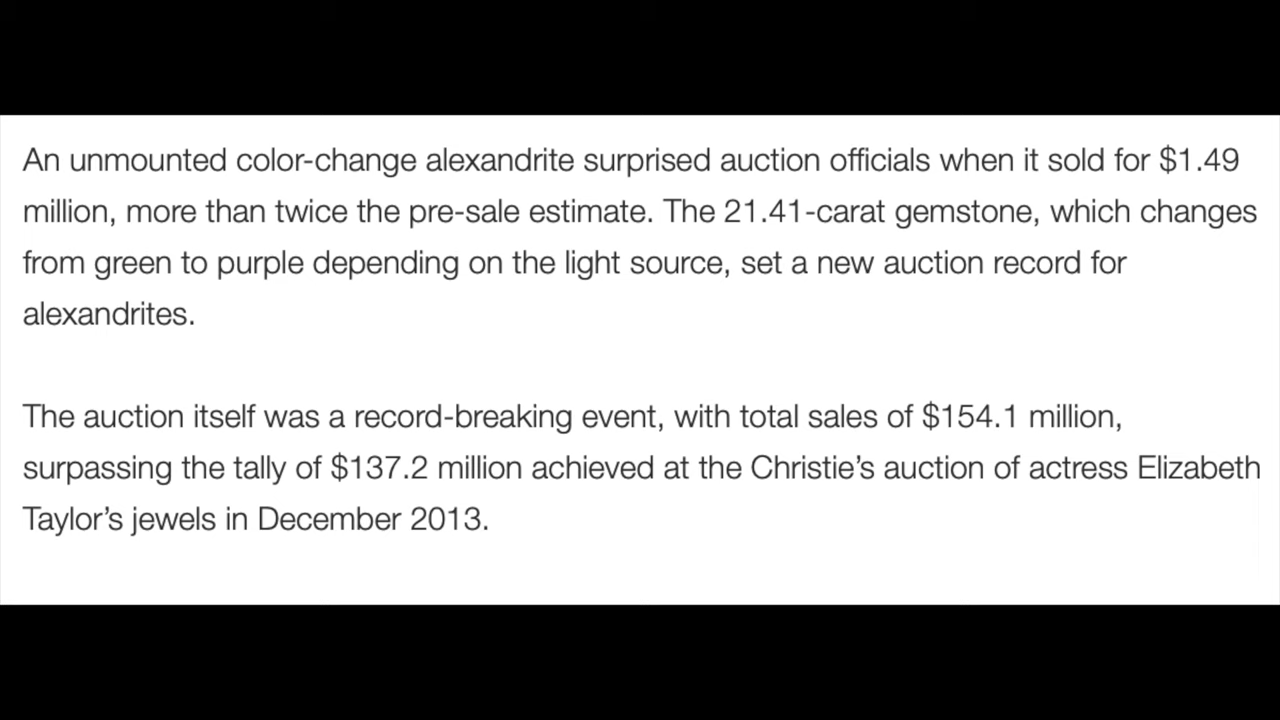 An unmounted color-change alexandrite surprised auction officials when it sold for $1.49
million, more than twice the pre-sale estimate. The 21.41-carat gemstone, which changes
from green to purple depending on the light source, set a new auction record for
alexandrites.
The auction itself was a record-breaking event, with total sales of $154.1 million,
surpassing the tally of $137.2 million achieved at the Christie’s auction of actress Elizabeth
Taylor’s jewels in December 2013.